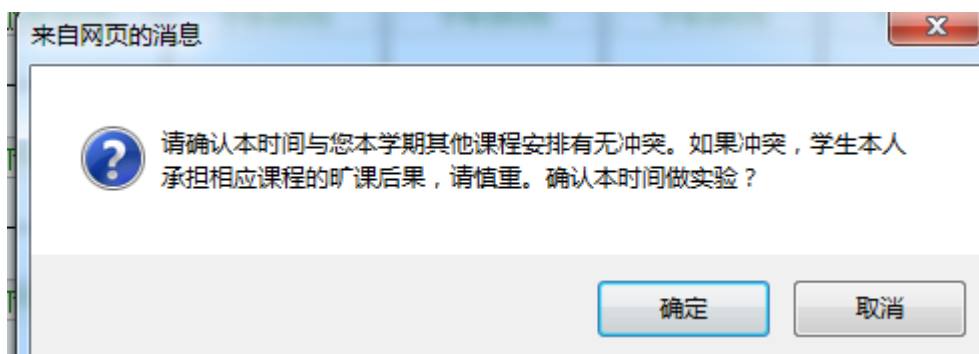 来自网页的消息
请确认本时间与您本学期其他课程安排有无冲突。如果冲突，学生本人
承担相应课程的旷课后果，请慎重。确认本时间做实验？
确定
取消